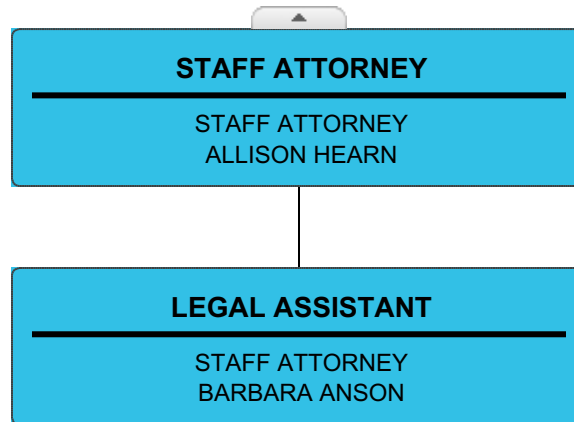 STAFF ATTORNEY
STAFF ATTORNEY
ALLISON HEARN
LEGAL ASSISTANT
STAFF ATTORNEY
BARBARA ANSON